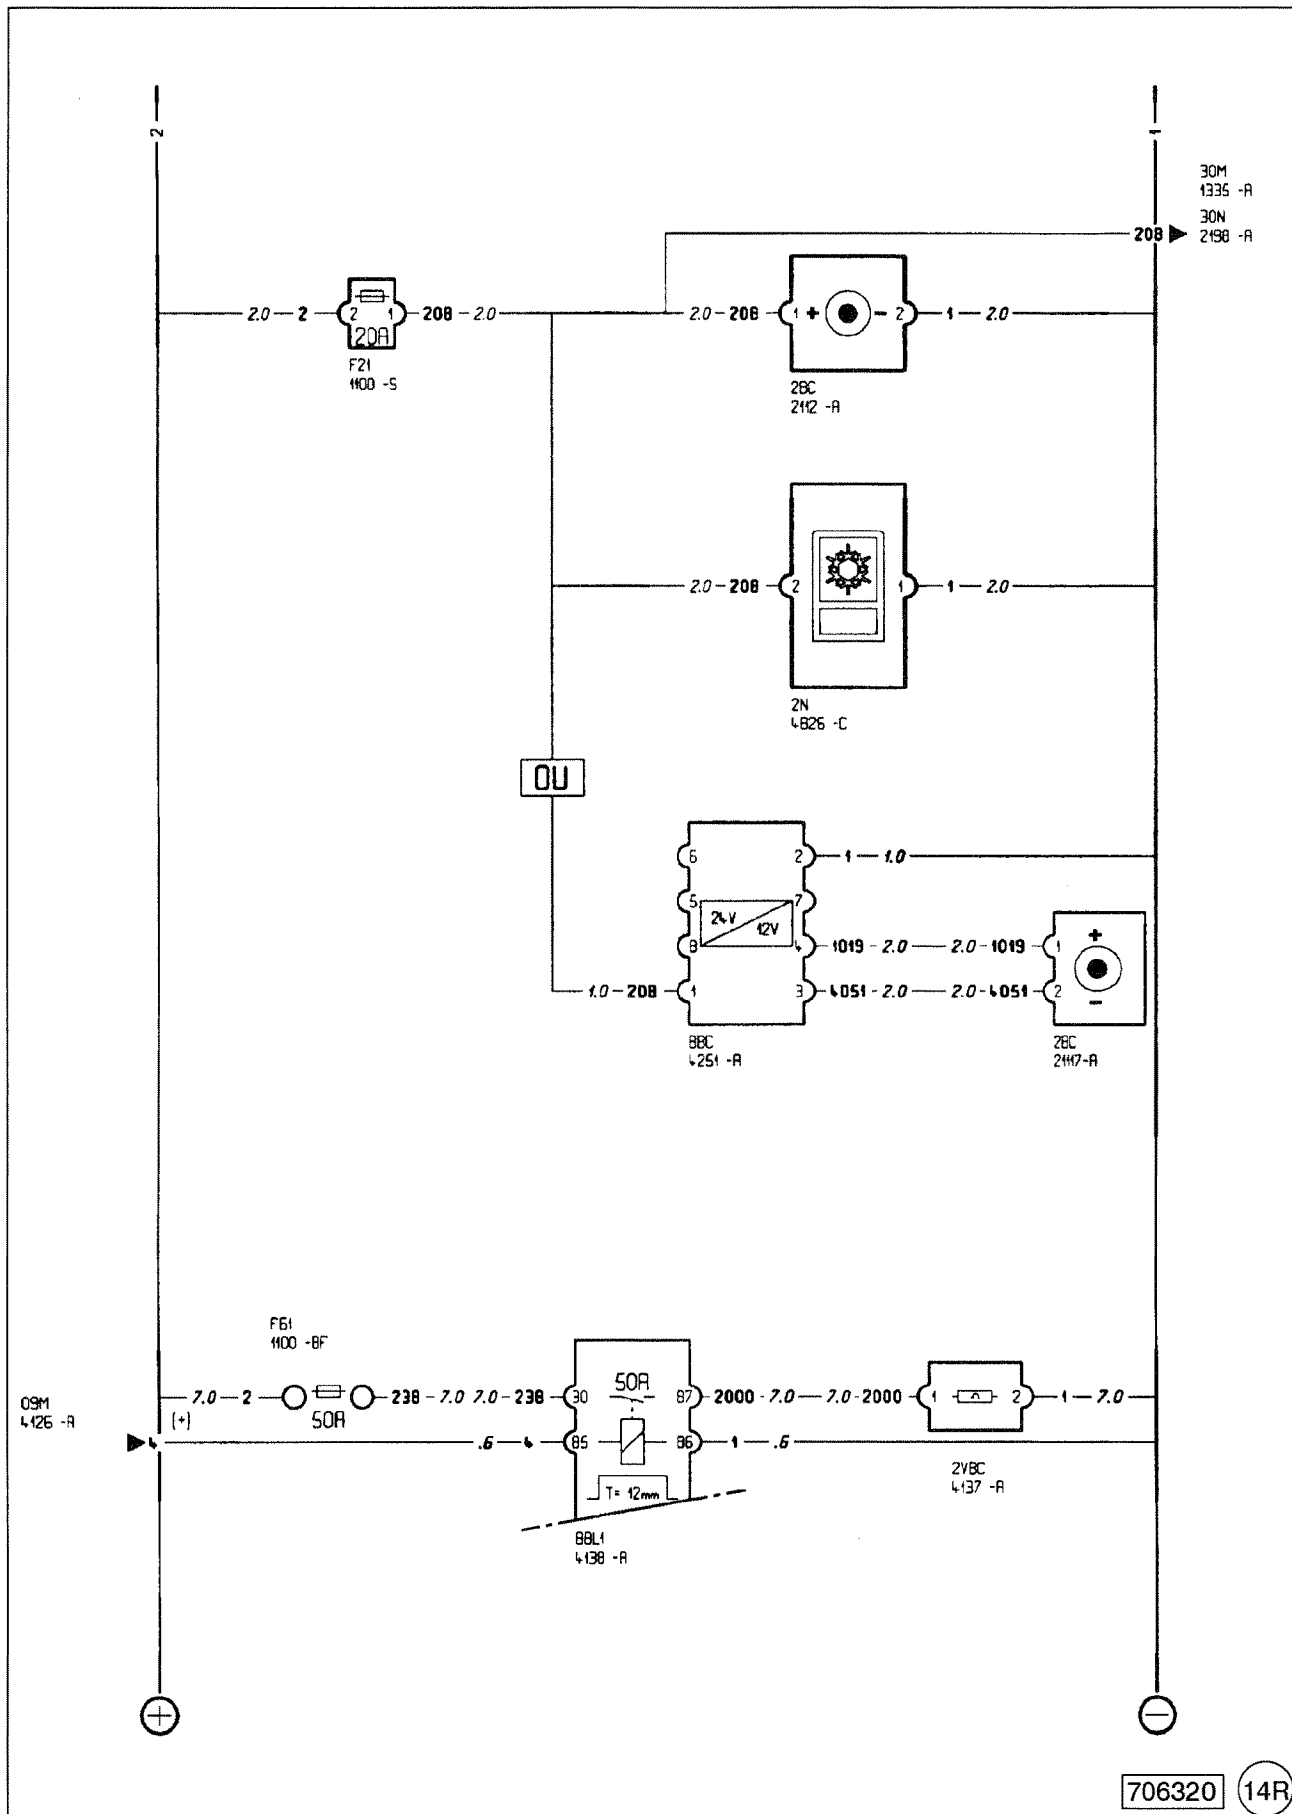 2
1
30M
1335 -A
30N
2198 -A
208
2.0 2 2 1 208 2.0
20A
F21
1100 -S
2.0 208 1 + - 2 1 2.0
2BC
2112 -A
2.0 208 2 1 1 2.0
2N
4826 -C
OU
6 2 1 1.0
5 7
24V
12V
8 4 1019 2.0 2.0 1019 1
+
1.0 208 1 3 4051 2.0 2.0 4051 2
-
8BC
4251 -A
2BC
2117-A
F61
1100 -BF
09M
4126 -A
7.0 2 238 7.0 7.0 238 30 50A 87 2000 7.0 7.0 2000 1 2 1 7.0
(+)
50A
4 .6 4 85 86 1 .6
T= 12mm
2VBC
4137 -A
8BL1
4138 -A
+
-
706320 14R